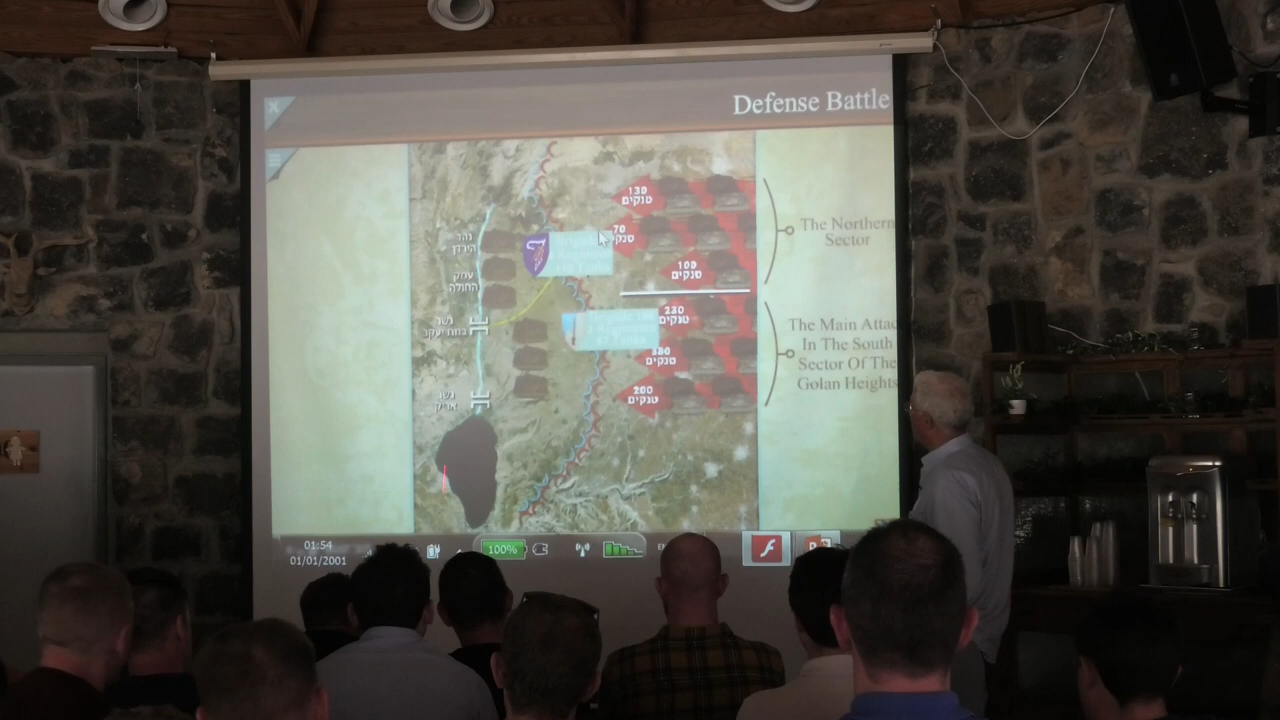 Defense Battle
130
טנקים
70
טנקים
100
טנקים
230
טנקים
380
טנקים
200
טנקים
The Northern
Sector
The Main Attac
In The South
Sector Of The
Golan Heights
נהר
הירדן
עמק
החולה
גשר
בנות יעקב
גשר
אריק
01:54
01/01/2001
100%